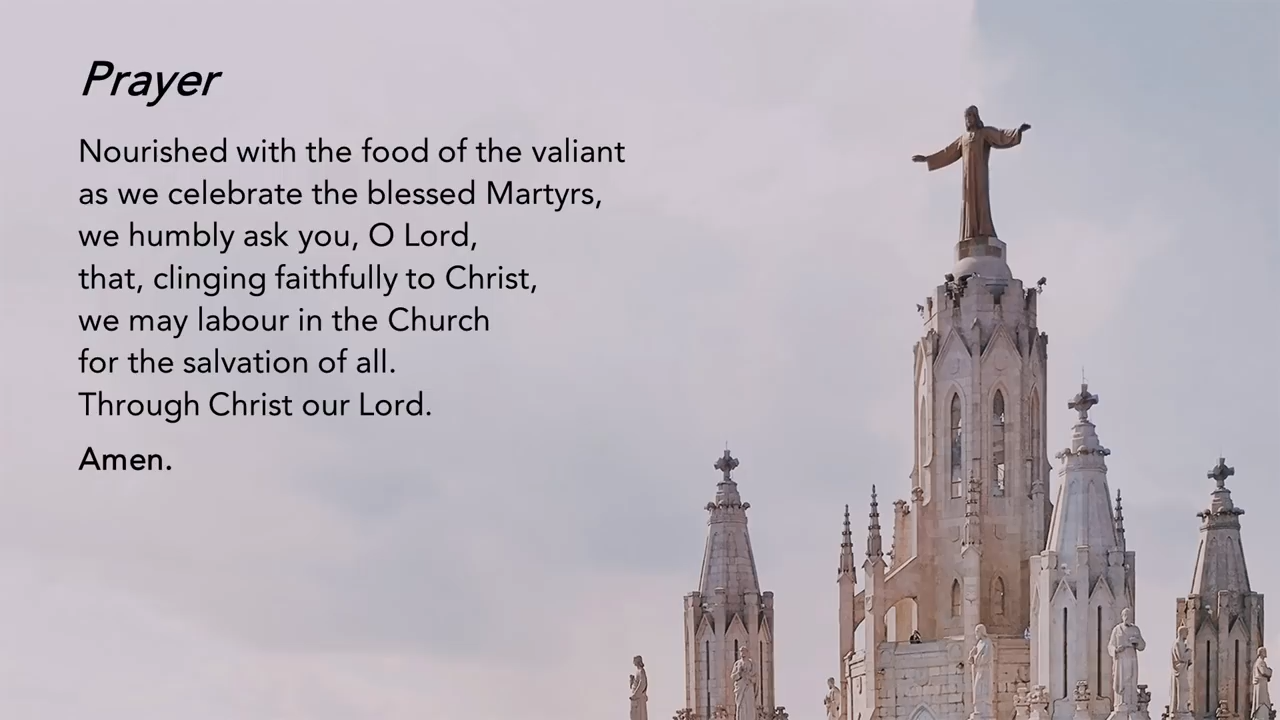 Prayer
Nourished with the food of the valiant
as we celebrate the blessed Martyrs,
we humbly ask you, O Lord,
that, clinging faithfully to Christ,
we may labour in the Church
for the salvation of all.
Through Christ our Lord.
Amen.